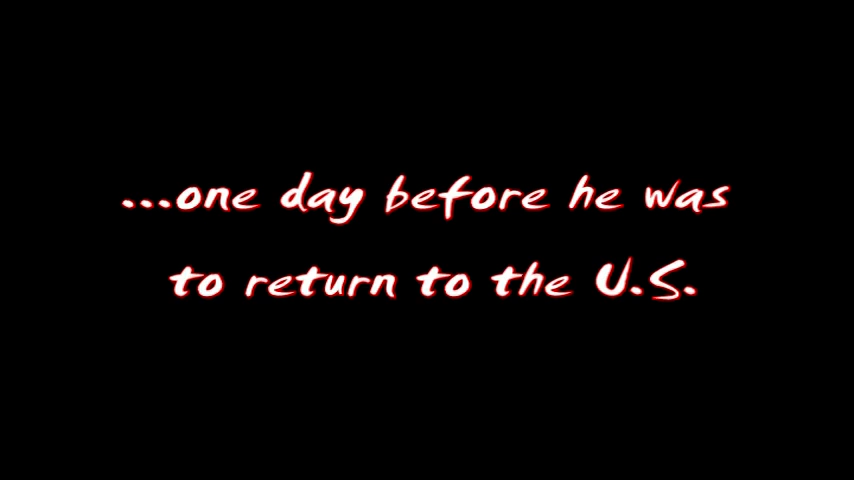 ...one day before he was
to return to the U.S.